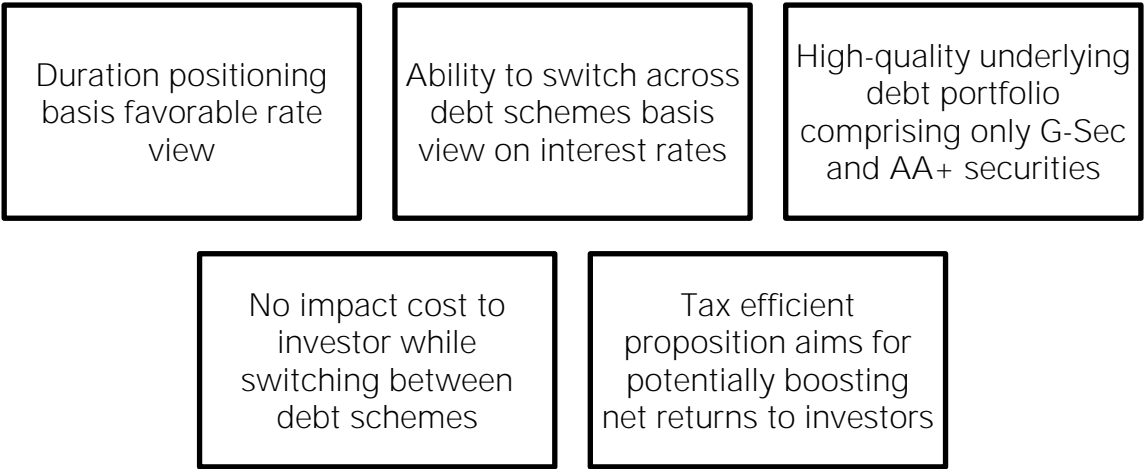 Duration positioning
basis favorable rate
view
Ability to switch across
debt schemes basis
view on interest rates
High-quality underlying
debt portfolio
comprising only G-Sec
and AA+ securities
No impact cost to
investor while
switching between
debt schemes
Tax efficient
proposition aims for
potentially boosting
net returns to investors